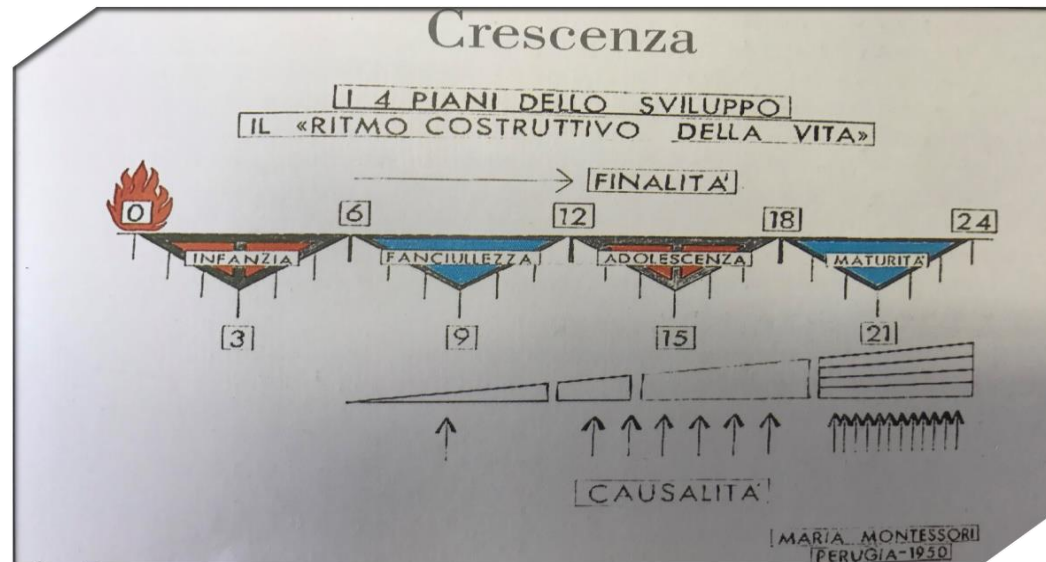 Crescenza
I 4 PIANI DELLO SVILUPPO
IL «RITMO COSTRUTTIVO DELLA VITA»
FINALITA'
0 6 12 18 24
INFANZIA FANCIULLEZZA ADOLESCENZA MATURITA'
3 9 15 21
CAUSALITA'
MARIA MONTESSORI
PERUGIA-1950